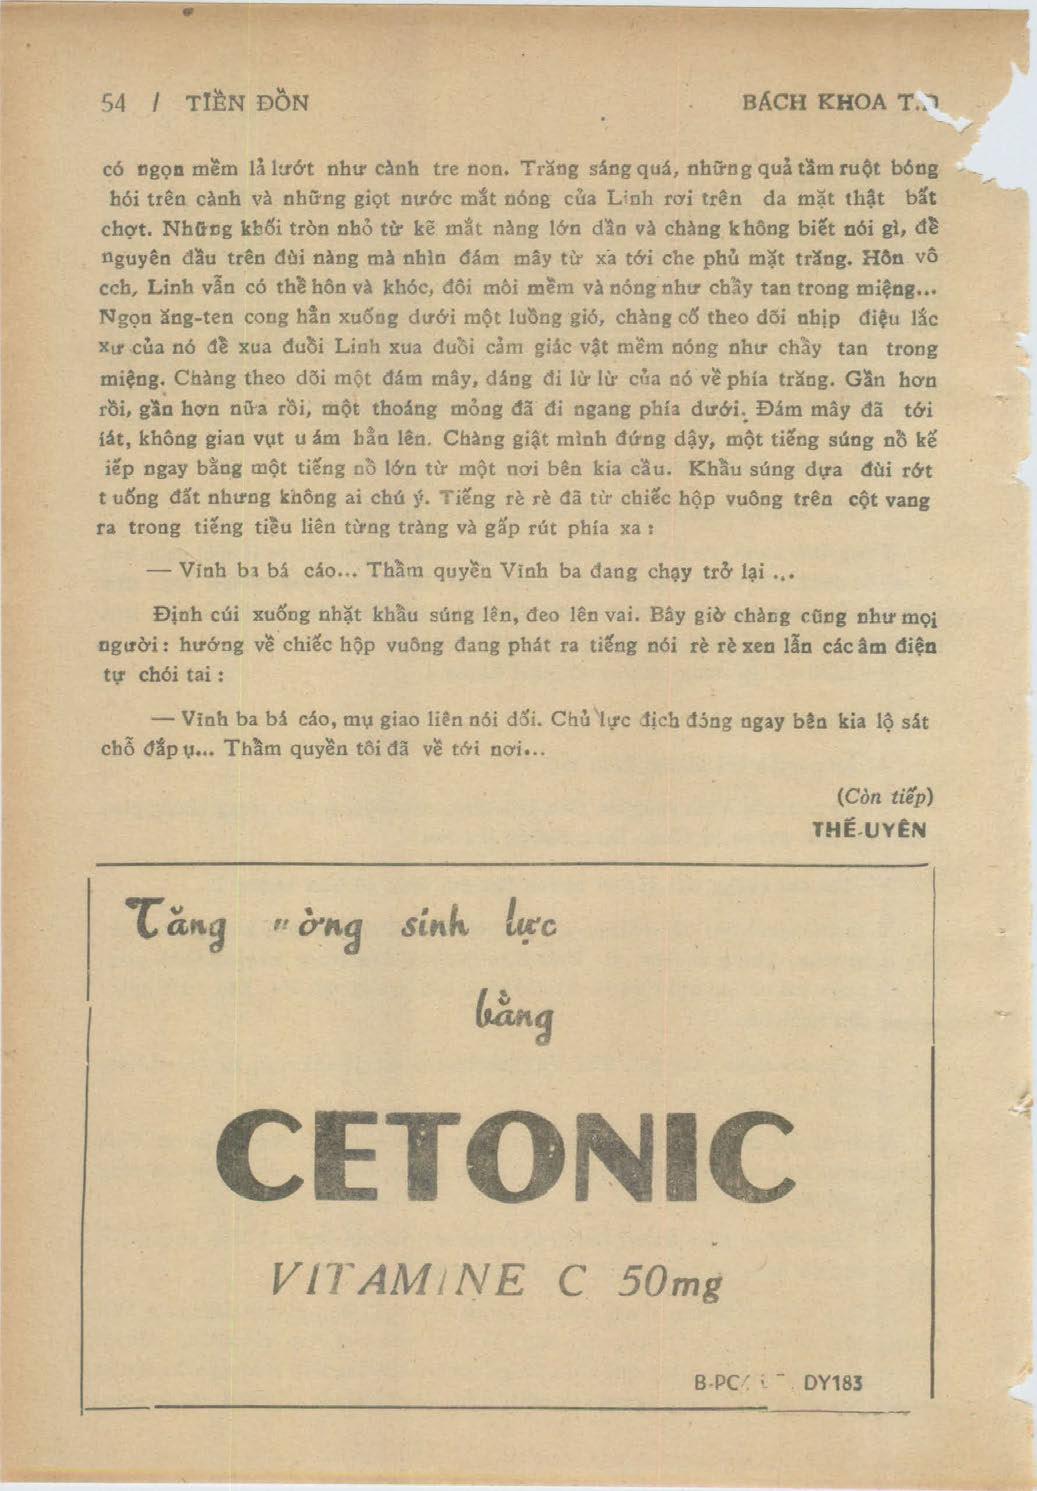 54 / TIỀN ĐỒN
BÁCH KHOA T.Đ
có ngọn mềm lả lướt như cành tre non. Trăng sáng quá, những quả tầm ruột bóng
hói trên cành và những giọt nước mắt nóng của Linh rơi trên da mặt thật bất
chợt. Những khối tròn nhỏ từ kẽ mắt nàng lớn dần và chàng không biết nói gì, để
nguyên đầu trên đùi nàng mà nhìn đám mây từ xa tới che phủ mặt trăng. Hôn vô
cch, Linh vẫn có thể hôn và khóc, đôi môi mềm và nóng như chẩy tan trong miệng...
Ngọn ăng-ten cong hẳn xuống dưới một luồng gió, chàng cố theo dõi nhịp điệu lắc
xư của nó để xua đuổi Linh xua đuổi cảm giác vật mềm nóng như chẩy tan trong
miệng. Chàng theo dõi một đám mây, dáng đi lừ lừ của nó về phía trăng. Gần hơn
rồi, gần hơn nữa rồi, một thoáng mỏng đã đi ngang phía dưới. Đám mây đã tới
iát, không gian vụt u ám hẳn lên. Chàng giật mình đứng dậy, một tiếng súng nổ kế
iếp ngay bằng một tiếng nổ lớn từ một nơi bên kia cầu. Khẩu súng dựa đùi rớt
t uống đất nhưng không ai chú ý. Tiếng rè rè đã từ chiếc hộp vuông trên cột vang
ra trong tiếng tiểu liên từng tràng và gấp rút phía xa :
— Vĩnh ba bá cáo... Thẩm quyền Vĩnh ba đang chạy trở lại ...
Định cúi xuống nhặt khẩu súng lên, đeo lên vai. Bây giờ chàng cũng như mọi
người : hướng về chiếc hộp vuông đang phát ra tiếng nói rè rè xen lẫn các âm điện
tự chói tai :
— Vĩnh ba bá cáo, mụ giao liên nói dối. Chủ lực địch đóng ngay bên kia lộ sát
chỗ đắp ụ... Thẩm quyền tôi đã về tới nơi...
(Còn tiếp)
THẾ-UYÊN
Tăng ường sinh lực
bằng
CETONIC
VITAMINE C 50mg
B-PC DY183